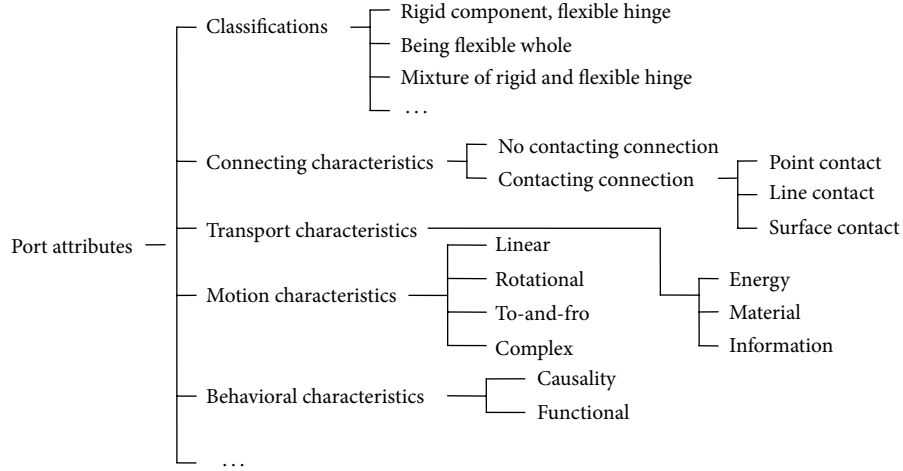 Port attributes
Classifications
Rigid component, flexible hinge
Being flexible whole
Mixture of rigid and flexible hinge
...
Connecting characteristics
No contacting connection
Contacting connection
Point contact
Line contact
Surface contact
Transport characteristics
Energy
Material
Information
Motion characteristics
Linear
Rotational
To-and-fro
Complex
Behavioral characteristics
Causality
Functional
...